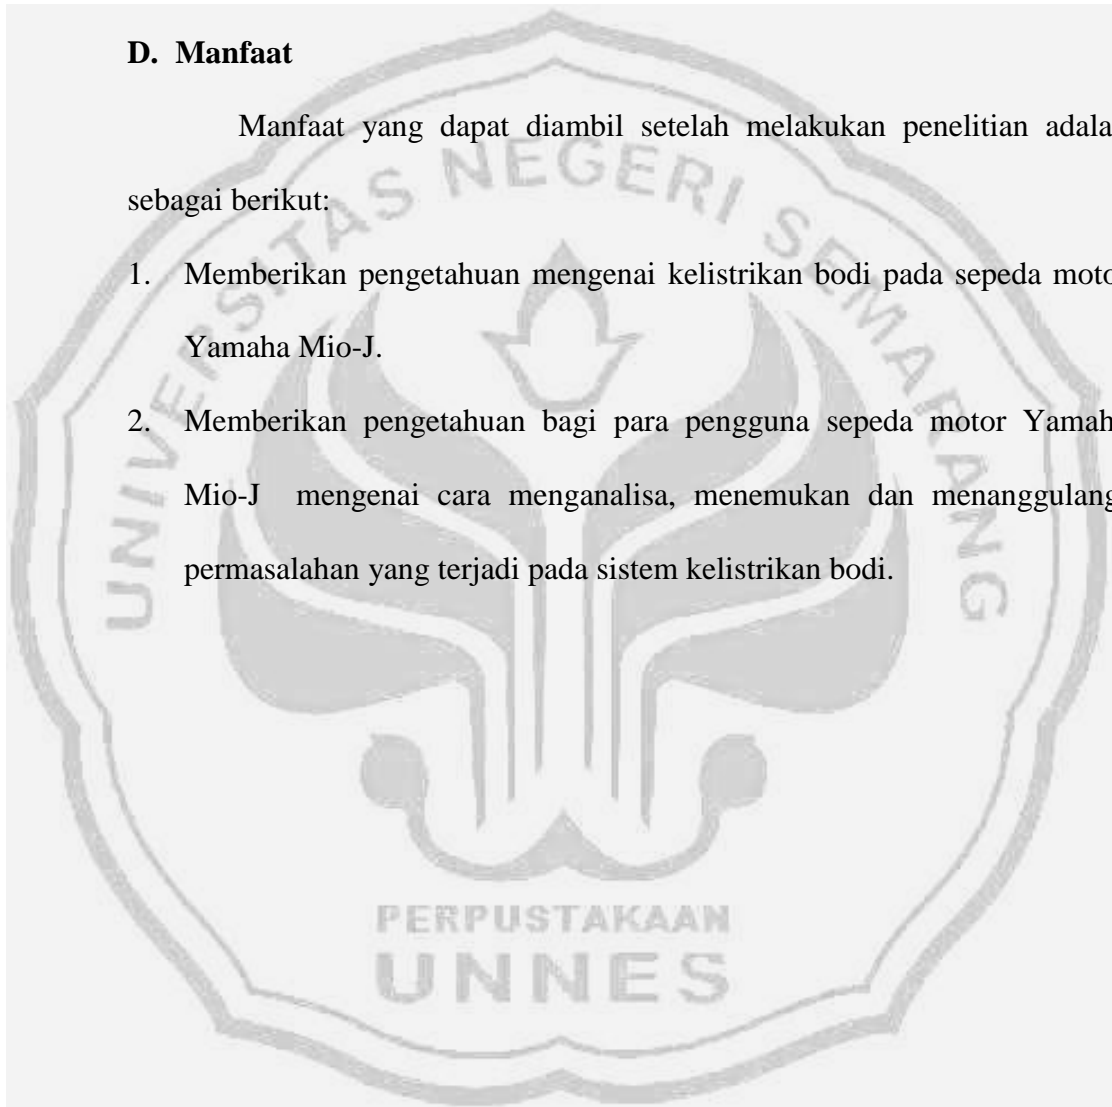 D. Manfaat
Manfaat yang dapat diambil setelah melakukan penelitian adala
sebagai berikut:
1. Memberikan pengetahuan mengenai kelistrikan bodi pada sepeda moto
Yamaha Mio-J.
2. Memberikan pengetahuan bagi para pengguna sepeda motor Yamah
Mio-J mengenai cara menganalisa, menemukan dan menanggulang
permasalahan yang terjadi pada sistem kelistrikan bodi.
UNIVERSITAS NEGERI SEMARANG
PERPUSTAKAAN
UNNES